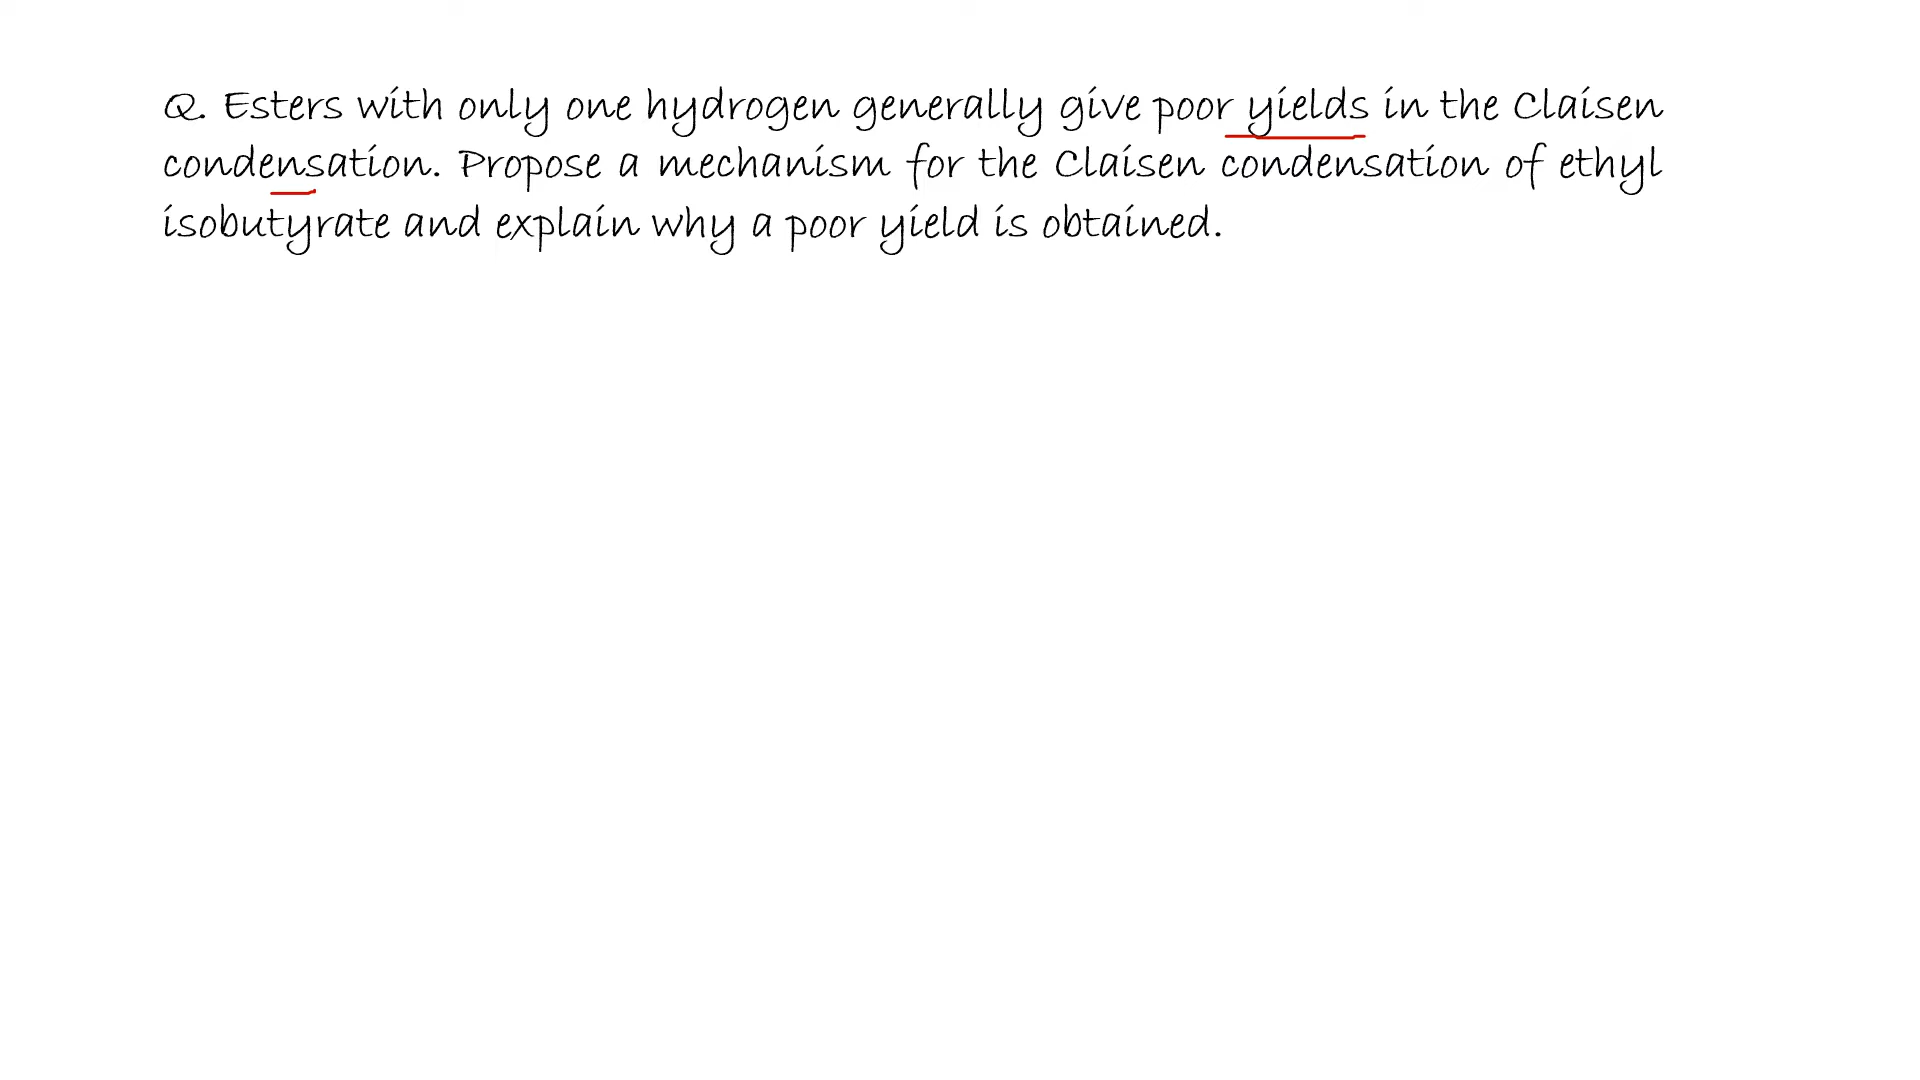 Q. Esters with only one hydrogen generally give poor yields in the Claisen
condensation. Propose a mechanism for the Claisen condensation of ethyl
isobutyrate and explain why a poor yield is obtained.